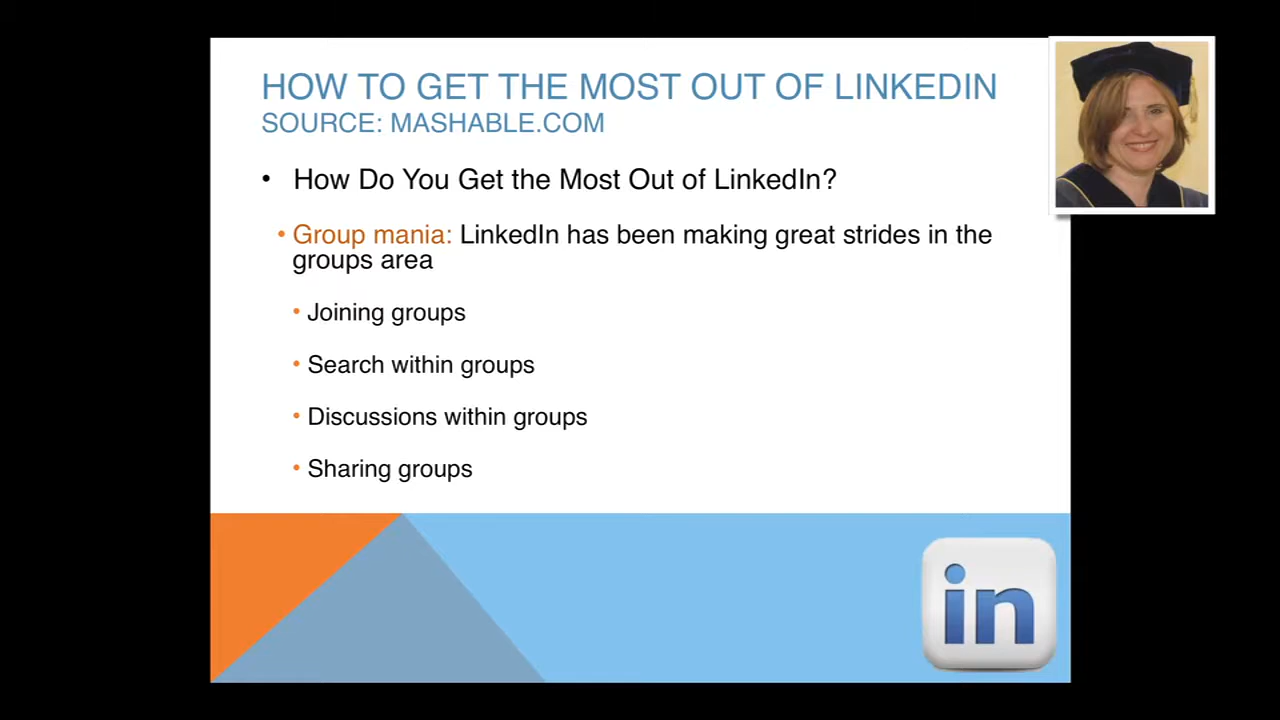 HOW TO GET THE MOST OUT OF LINKEDIN
SOURCE: MASHABLE.COM
• How Do You Get the Most Out of LinkedIn?
• Group mania: LinkedIn has been making great strides in the
groups area
• Joining groups
• Search within groups
• Discussions within groups
• Sharing groups
in